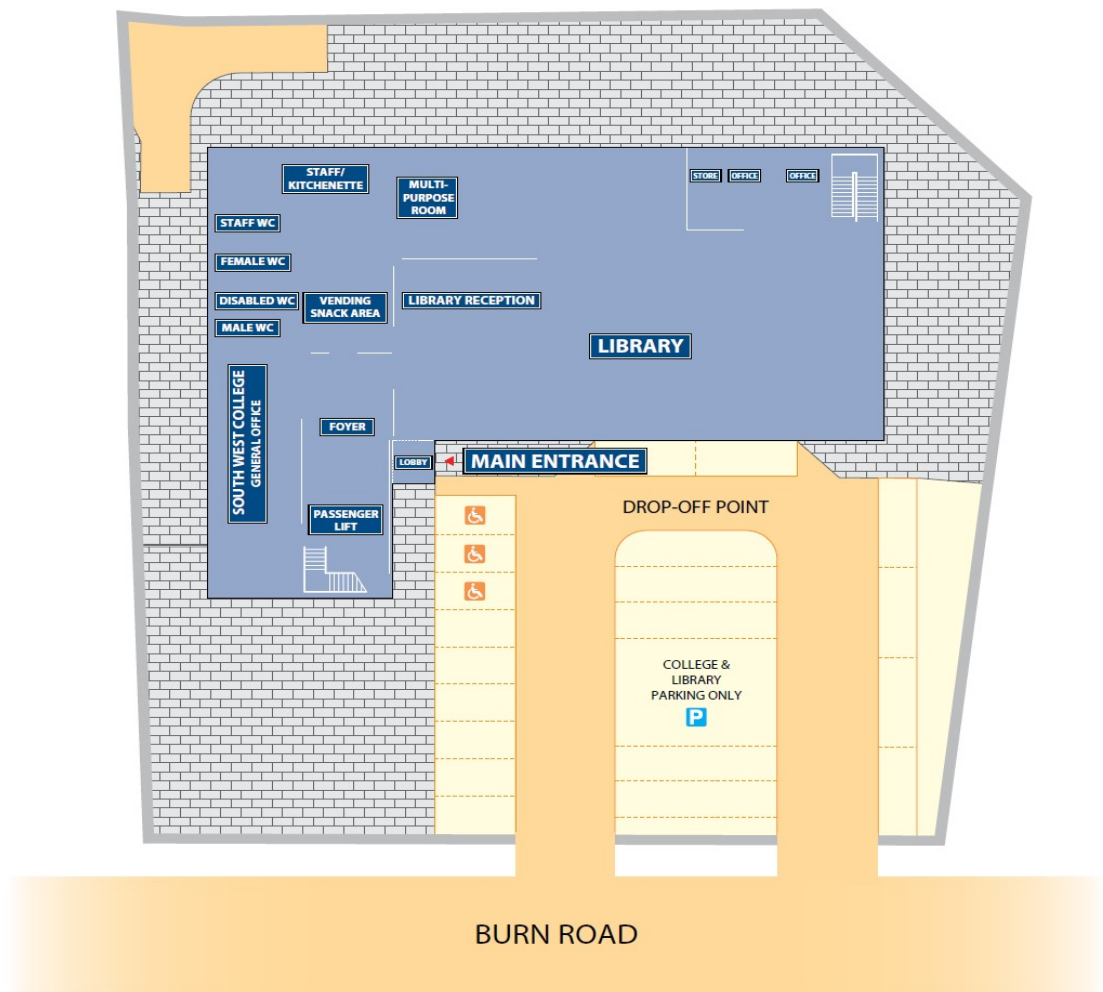 STAFF/
KITCHENETTE
MULTI-
PURPOSE
ROOM
STORE
OFFICE
OFFICE
STAFF WC
FEMALE WC
DISABLED WC
VENDING
SNACK AREA
LIBRARY RECEPTION
MALE WC
LIBRARY
SOUTH WEST COLLEGE
GENERAL OFFICE
FOYER
LOBBY
MAIN ENTRANCE
PASSENGER
LIFT
DROP-OFF POINT
COLLEGE &
LIBRARY
PARKING ONLY
P
BURN ROAD